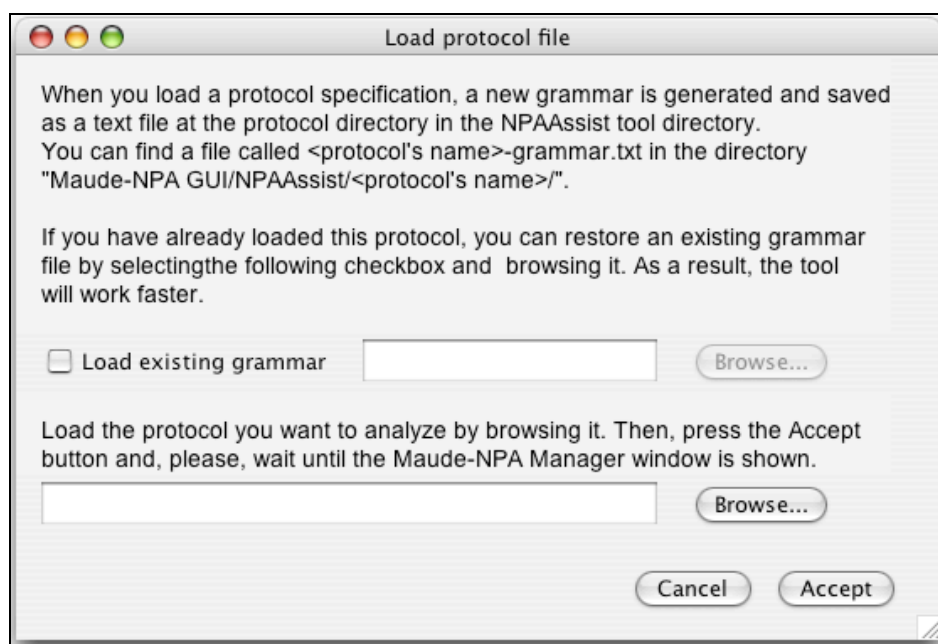 Load protocol file
When you load a protocol specification, a new grammar is generated and saved
as a text file at the protocol directory in the NPAAssist tool directory.
You can find a file called <protocol's name>-grammar.txt in the directory
"Maude-NPA GUI/NPAAssist/<protocol's name>/".
If you have already loaded this protocol, you can restore an existing grammar
file by selectingthe following checkbox and  browsing it. As a result, the tool
will work faster.
Load existing grammar Browse...
Load the protocol you want to analyze by browsing it. Then, press the Accept
button and, please, wait until the Maude-NPA Manager window is shown.
Browse...
Cancel Accept